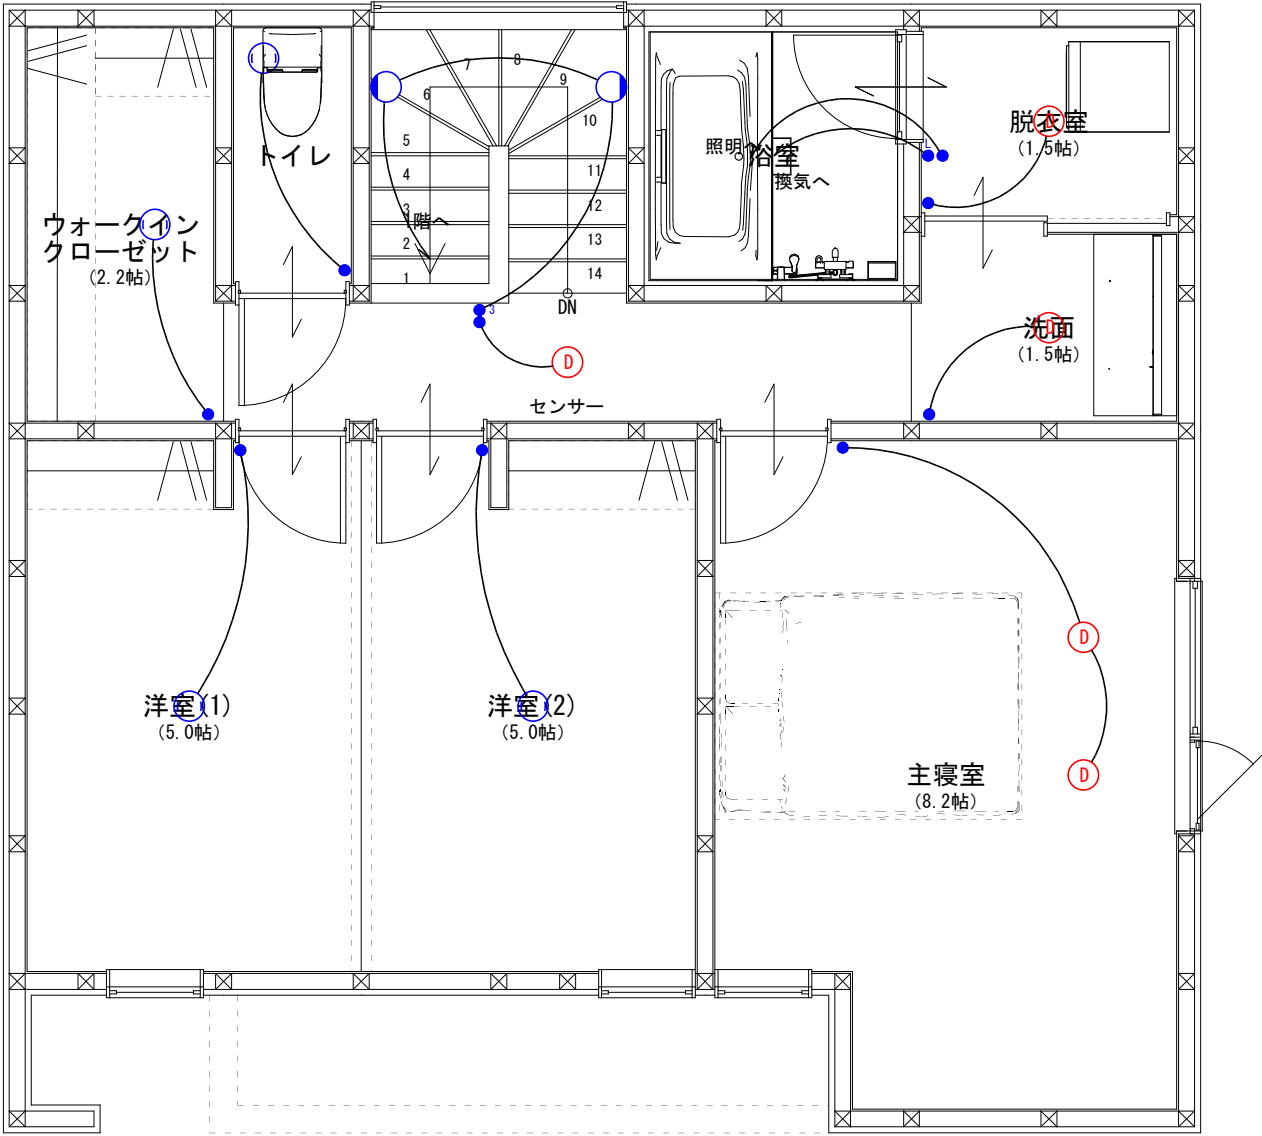 7
8
9
6
10
5
4
3
2
1
11
12
13
14
1階へ
DN
3
トイレ
ウォークイン
クローゼット
(2.2帖)
照明へ
浴室
換気へ
L
脱衣室
(1.5帖)
D
洗面
(1.5帖)
D
D
センサー
洋室(1)
(5.0帖)
洋室(2)
(5.0帖)
D
D
主寝室
(8.2帖)